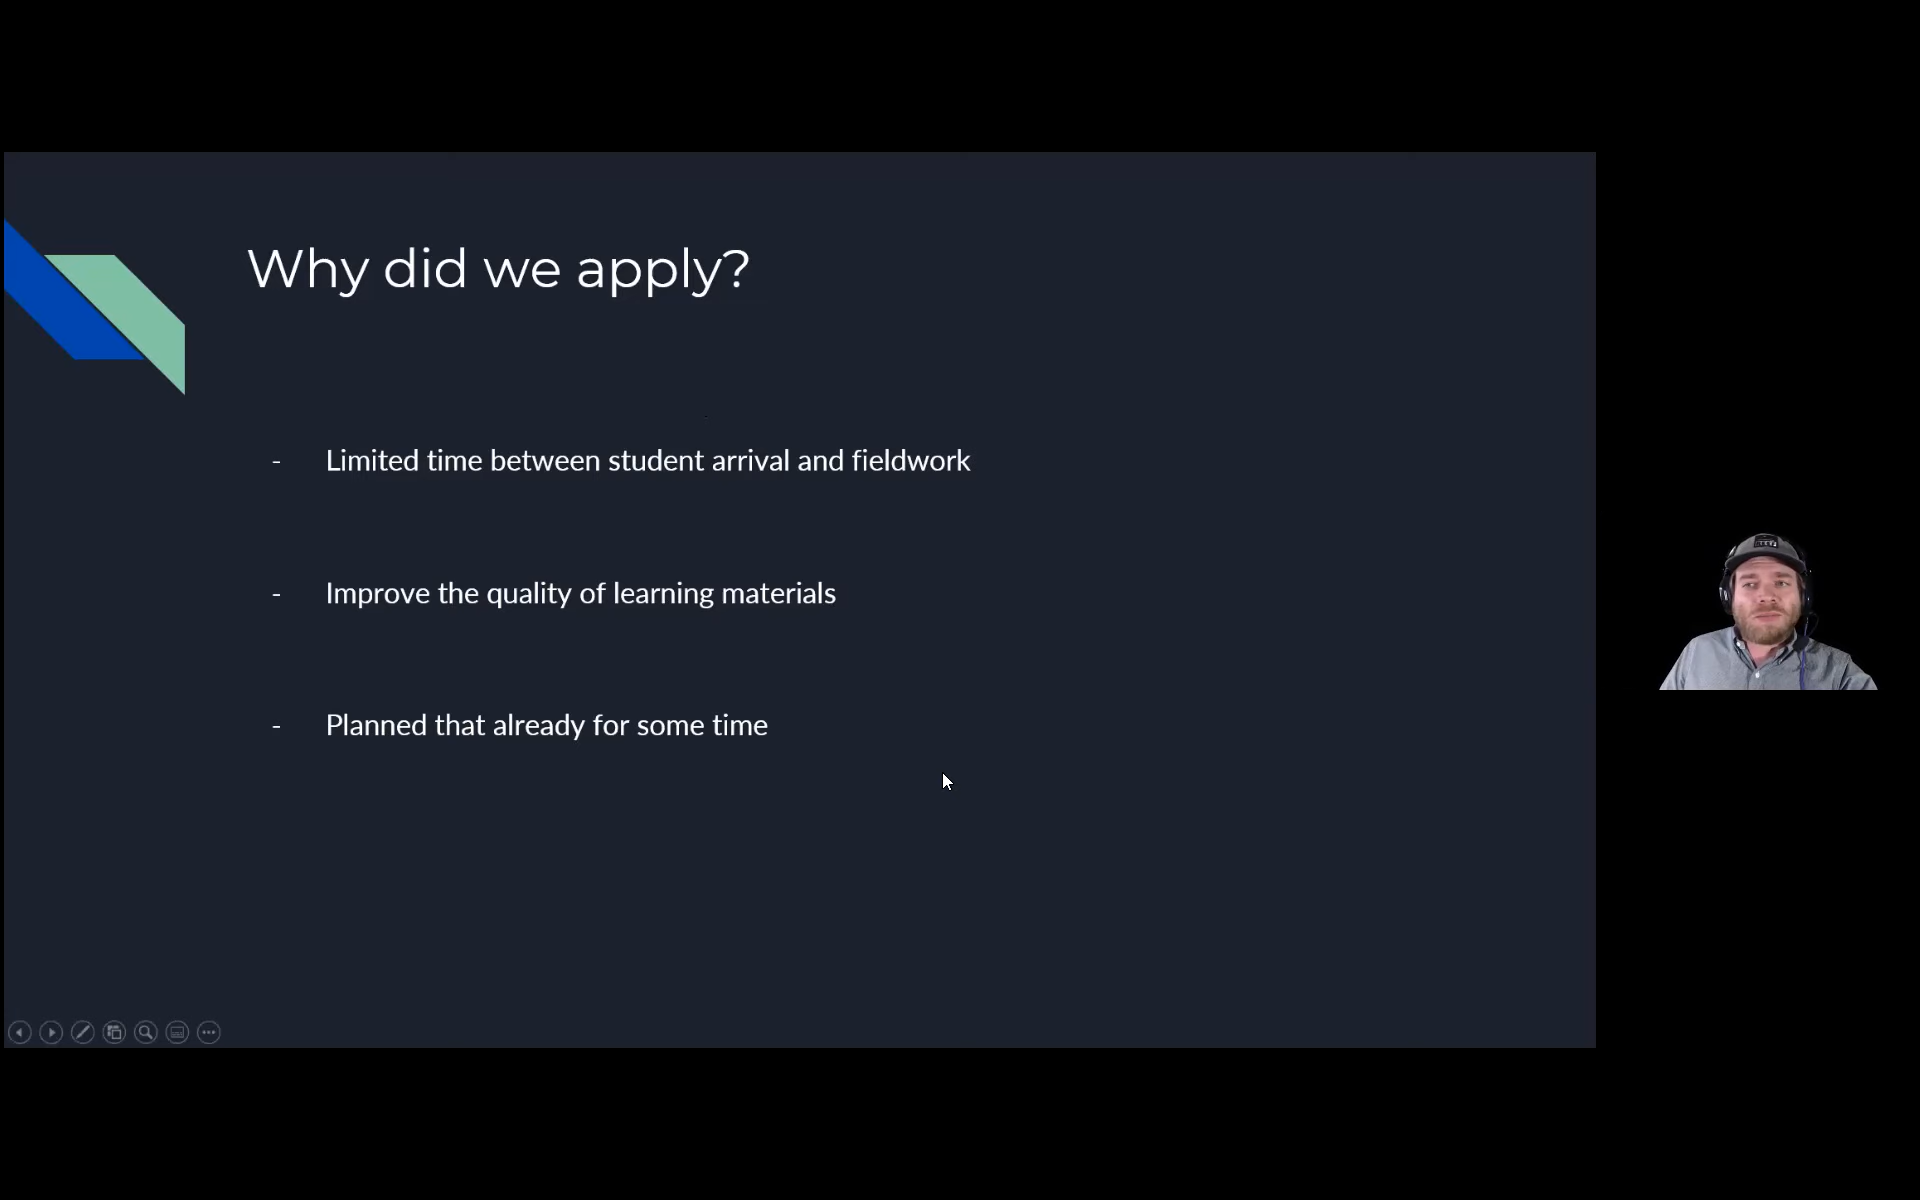 Why did we apply?
- Limited time between student arrival and fieldwork
- Improve the quality of learning materials
- Planned that already for some time